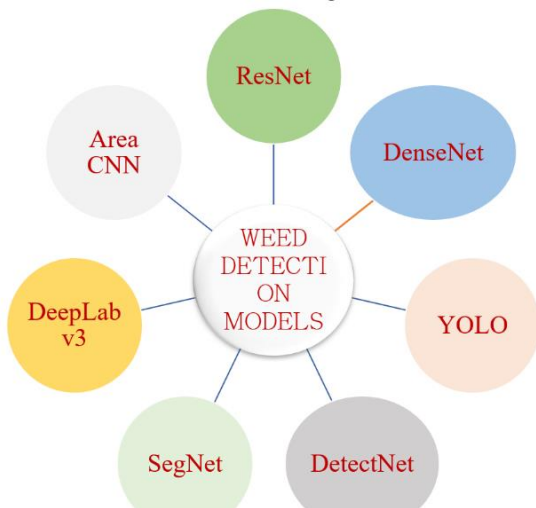 ResNet
DenseNet
YOLO
DetectNet
SegNet
DeepLab
v3
Area
CNN
WEED
DETECTI
ON
MODELS